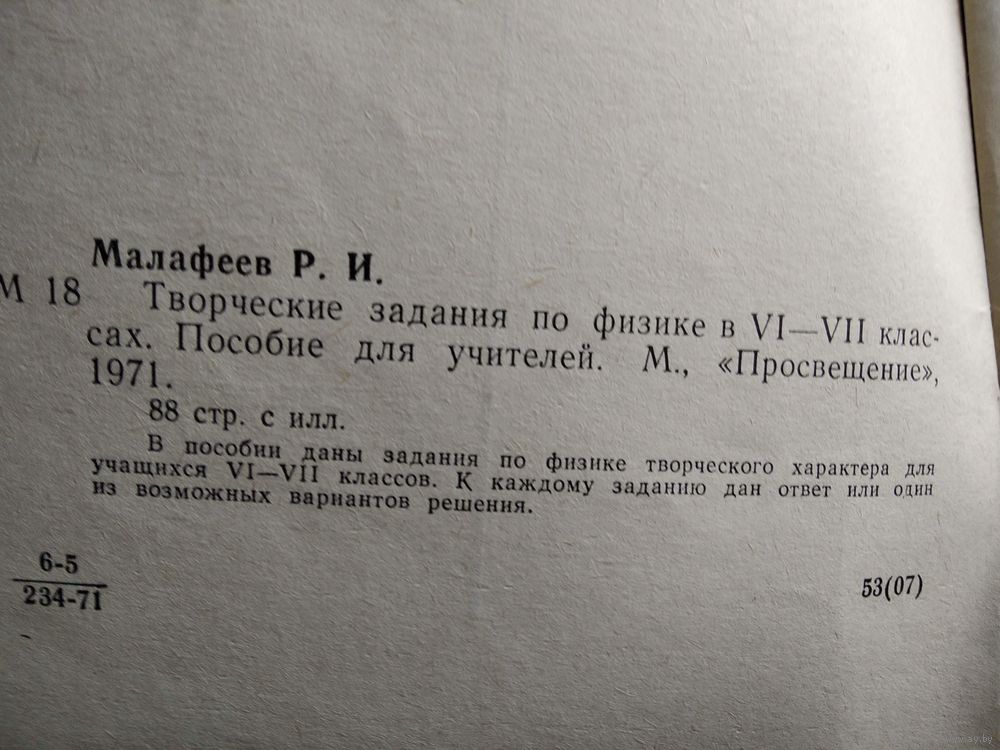 Малафеев Р. И.
М 18 Творческие задания по физике в VI—VII клас-
сах. Пособие для учителей. М., «Просвещение»,
1971.
88 стр. с илл.
В пособии даны задания по физике творческого характера для
учащихся VI—VII классов. К каждому заданию дан ответ или один
из возможных вариантов решения.
6-5
234-71
53(07)